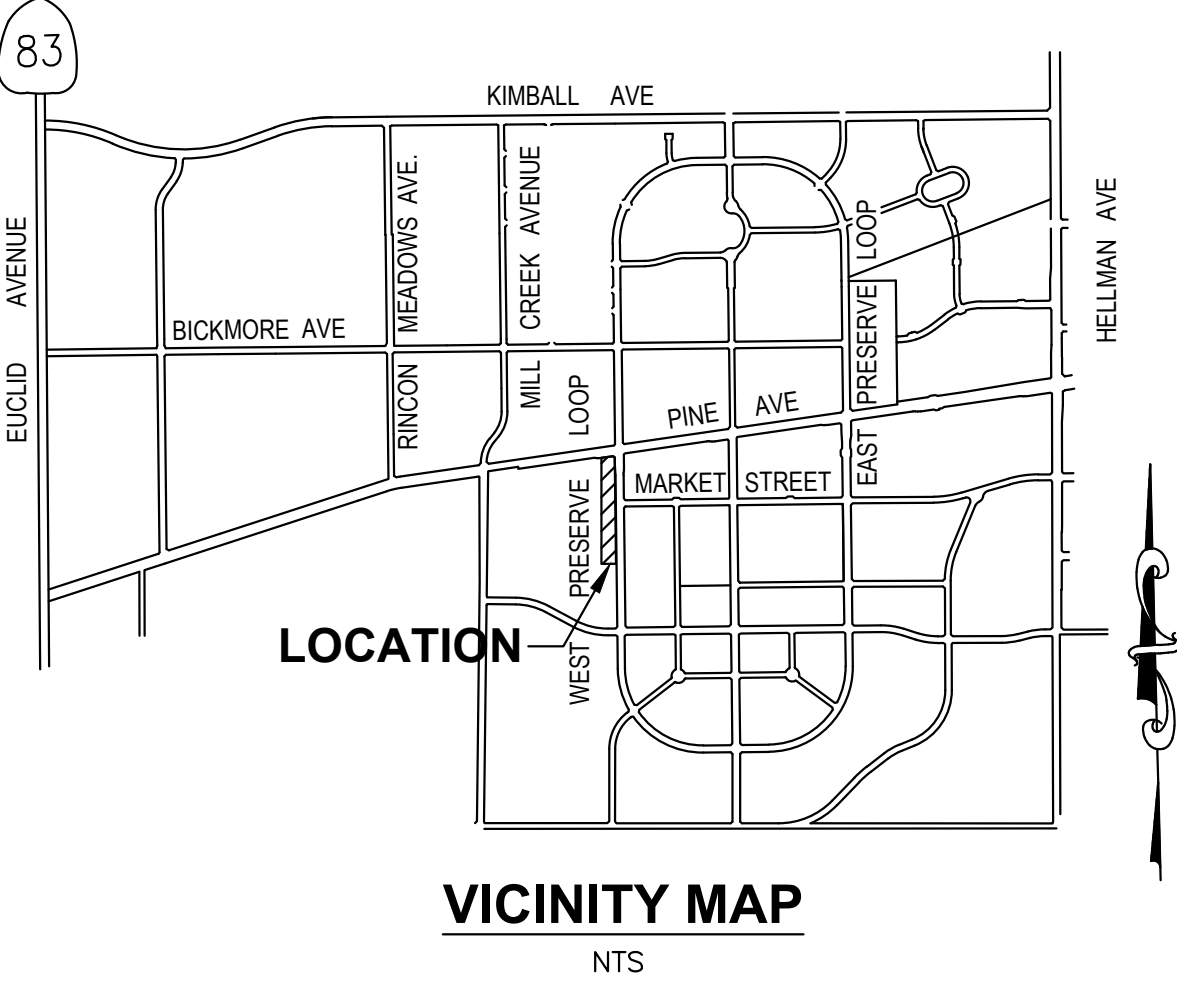 83
KIMBALL AVE
EUCLID AVENUE
RINCON MEADOWS AVE.
MILL CREEK AVENUE
BICKMORE AVE
WEST PRESERVE LOOP
EAST PRESERVE LOOP
HELLMAN AVE
PINE AVE
MARKET STREET
LOCATION
VICINITY MAP
NTS